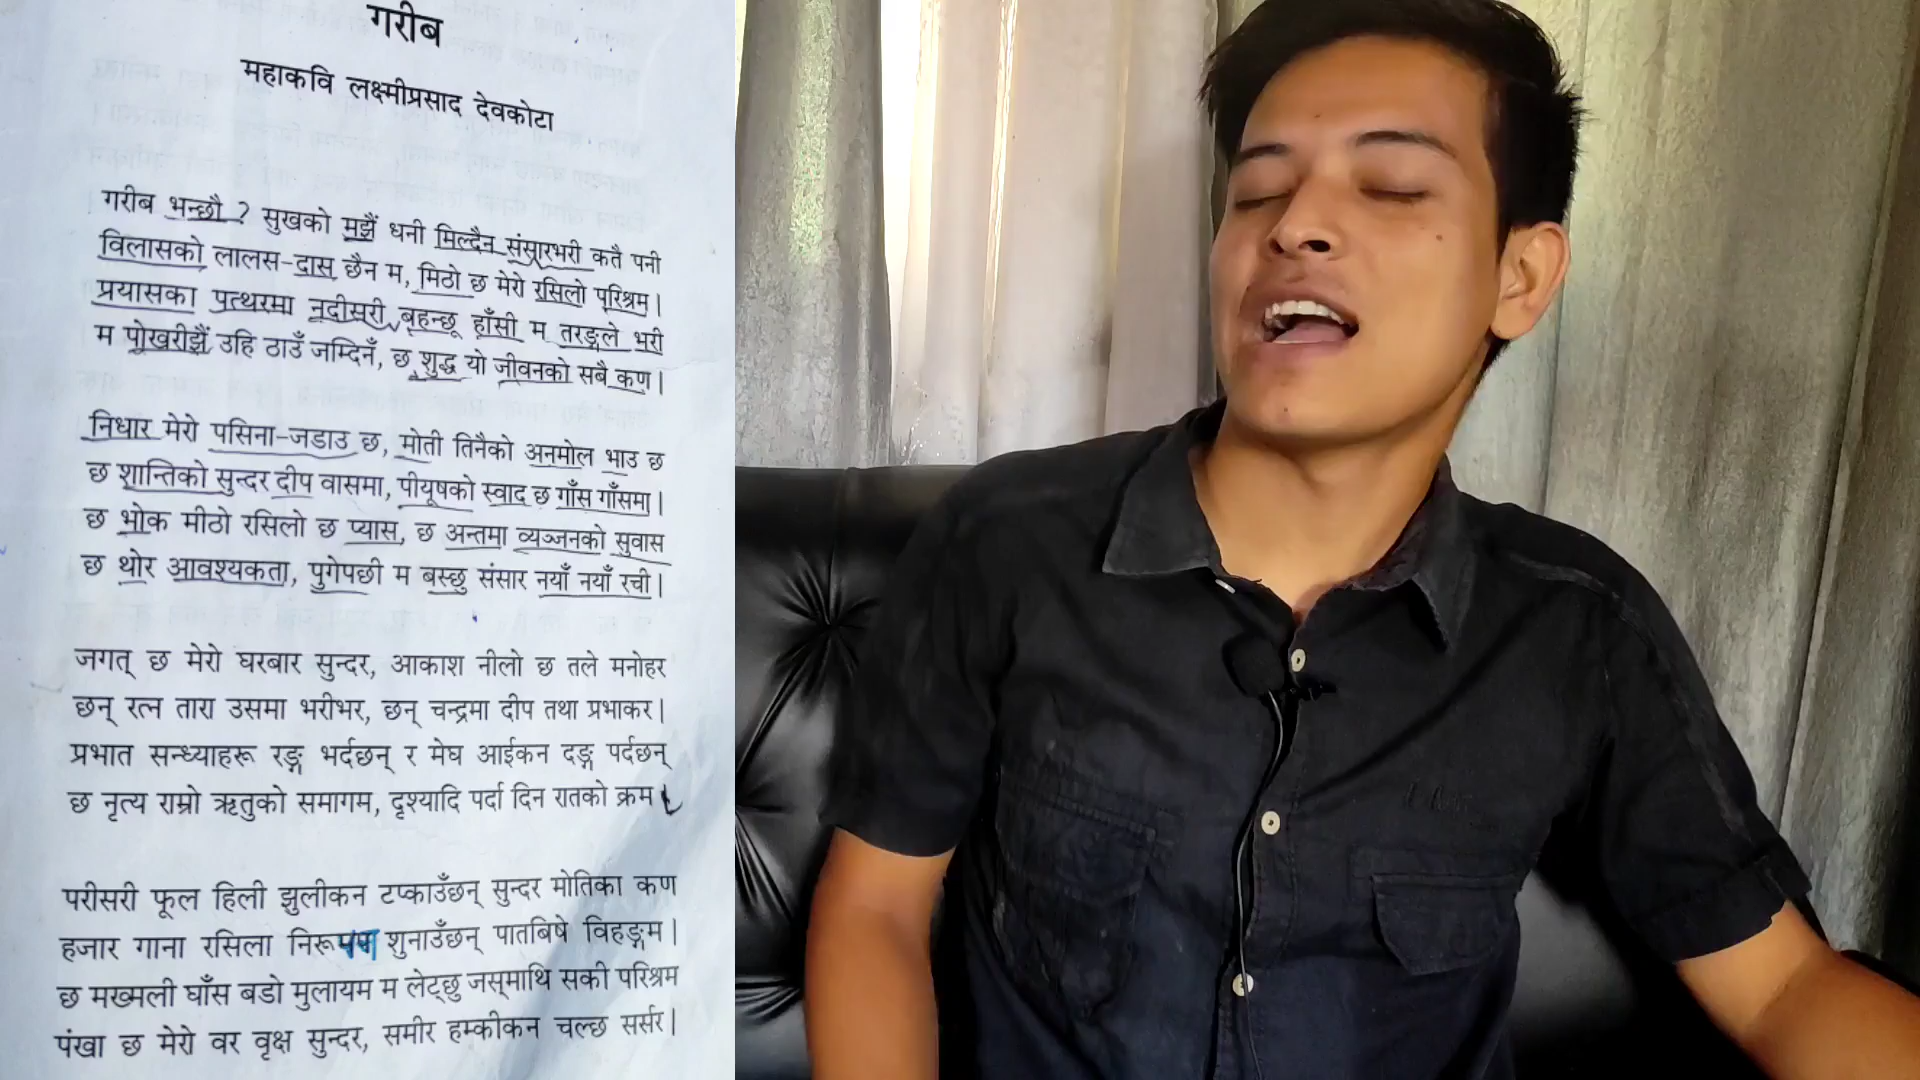 गरीब
महाकवि लक्ष्मीप्रसाद देवकोटा
गरीब भन्छौ ? सुखको मझैं धनी मिल्दैन संसारभरी कतै पनी
विलासको लालस-दास छैन म, मिठो छ मेरो रसिलो परिश्रम।
प्रयासका पत्थरमा नदीसरी बहन्छू हाँसी म तरङ्गले भरी
म पोखरीझैं उहि ठाउँ जम्दिनँ, छ शुद्ध यो जीवनको सबै कण।
निधार मेरो पसिना-जडाउ छ, मोती तिनैको अनमोल भाउ छ
छ शान्तिको सुन्दर दीप वासमा, पीयूषको स्वाद छ गाँस गाँसमा।
छ भोक मीठो रसिलो छ प्यास, छ अन्तमा व्यञ्जनको सुवास
छ थोर आवश्यकता, पुगेपछी म बस्छु संसार नयाँ नयाँ रची।
जगत् छ मेरो घरबार सुन्दर, आकाश नीलो छ तले मनोहर
छन् रत्न तारा उसमा भरीभर, छन् चन्द्रमा दीप तथा प्रभाकर।
प्रभात सन्ध्याहरू रङ्ग भर्दछन् र मेघ आईकन दङ्ग पर्दछन्
छ नृत्य राम्रो ऋतुको समागम, दृश्यादि पर्दा दिन रातको क्रम।
परीसरी फूल हिली झुलीकन टप्काउँछन् सुन्दर मोतिका कण
हजार गाना रसिला शुनाउँछन् पातबिषे विहङ्गम।
छ मख्मली घाँस बडो मुलायम म लेट्छु जस्‌माथि सकी परिश्रम
पंखा छ मेरो वर वृक्ष सुन्दर, समीर हम्कीकन चल्छ सर्सर।